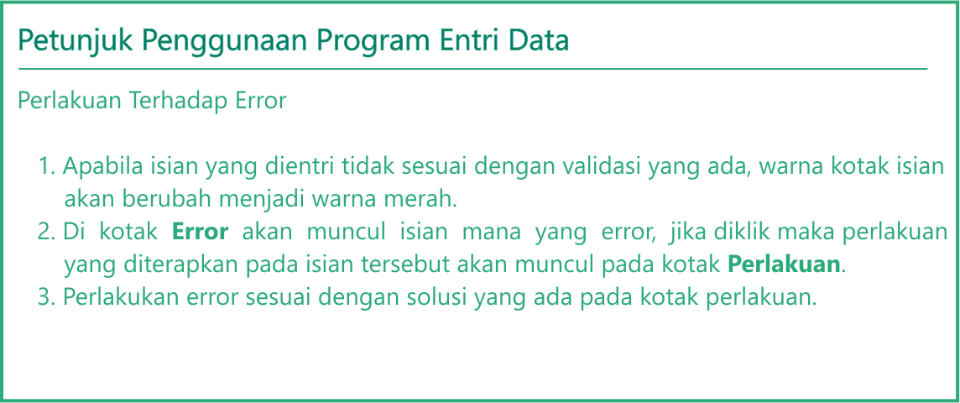 Petunjuk Penggunaan Program Entri Data
Perlakuan Terhadap Error
1. Apabila isian yang dientri tidak sesuai dengan validasi yang ada, warna kotak isian
akan berubah menjadi warna merah.
2. Di kotak Error akan muncul isian mana yang error, jika diklik maka perlakuan
yang diterapkan pada isian tersebut akan muncul pada kotak Perlakuan.
3. Perlakukan error sesuai dengan solusi yang ada pada kotak perlakuan.